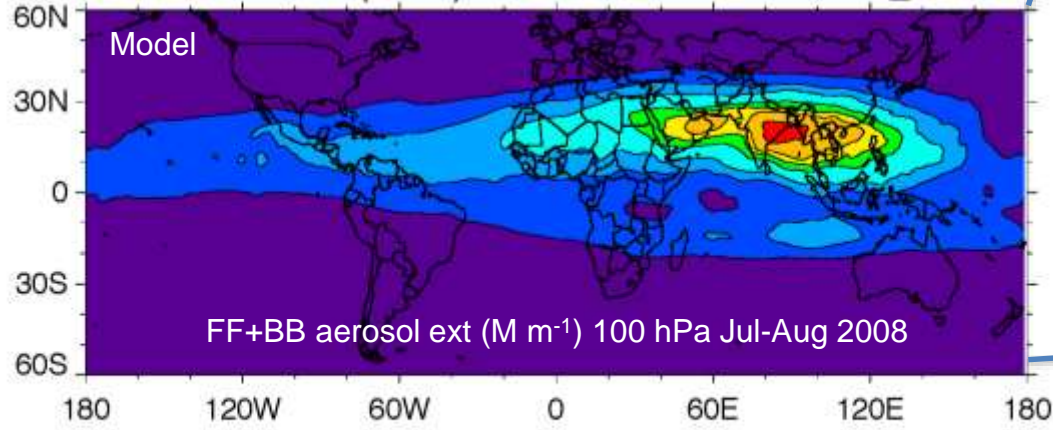 60N
Model
30N
0
30S
FF+BB aerosol ext (M m-1) 100 hPa Jul-Aug 2008
60S
180 120W 60W 0 60E 120E 180